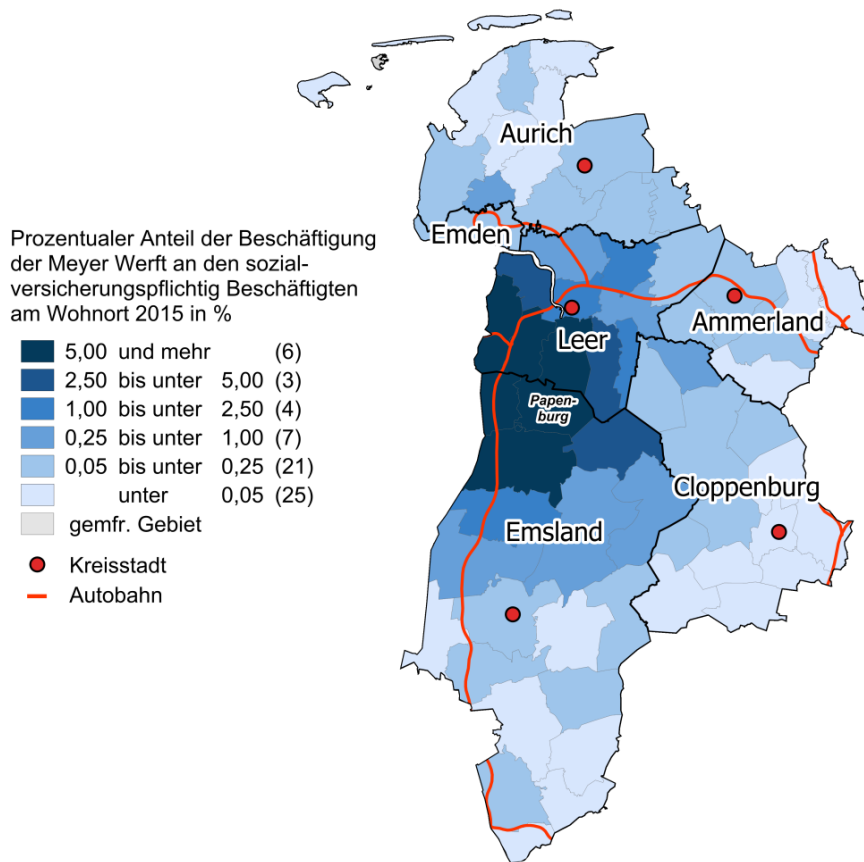 Aurich
Emden
Prozentualer Anteil der Beschäftigung
der Meyer Werft an den sozial-
versicherungspflichtig Beschäftigten
am Wohnort 2015 in %
5,00 und mehr (6)
2,50 bis unter 5,00 (3)
1,00 bis unter 2,50 (4)
0,25 bis unter 1,00 (7)
0,05 bis unter 0,25 (21)
unter 0,05 (25)
gemfr. Gebiet
Kreisstadt
Autobahn
Leer
Ammerland
Papen-
burg
Cloppenburg
Emsland